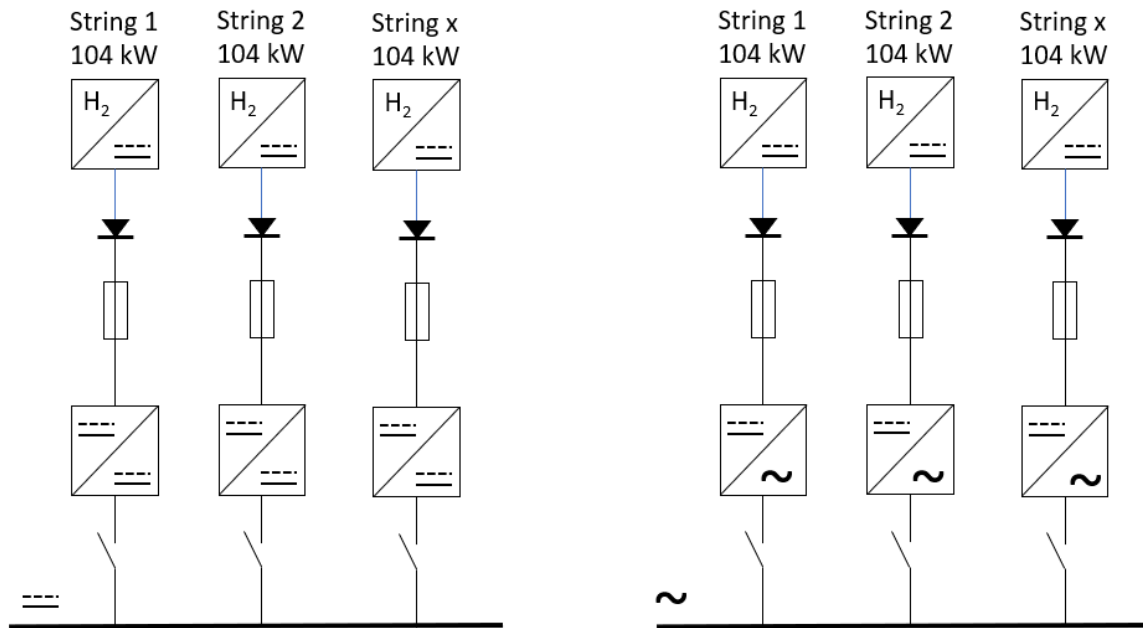 String 1
104 kW
String 2
104 kW
String x
104 kW
String 1
104 kW
String 2
104 kW
String x
104 kW
H₂
H₂
H₂
H₂
H₂
H₂
~
~
~
~